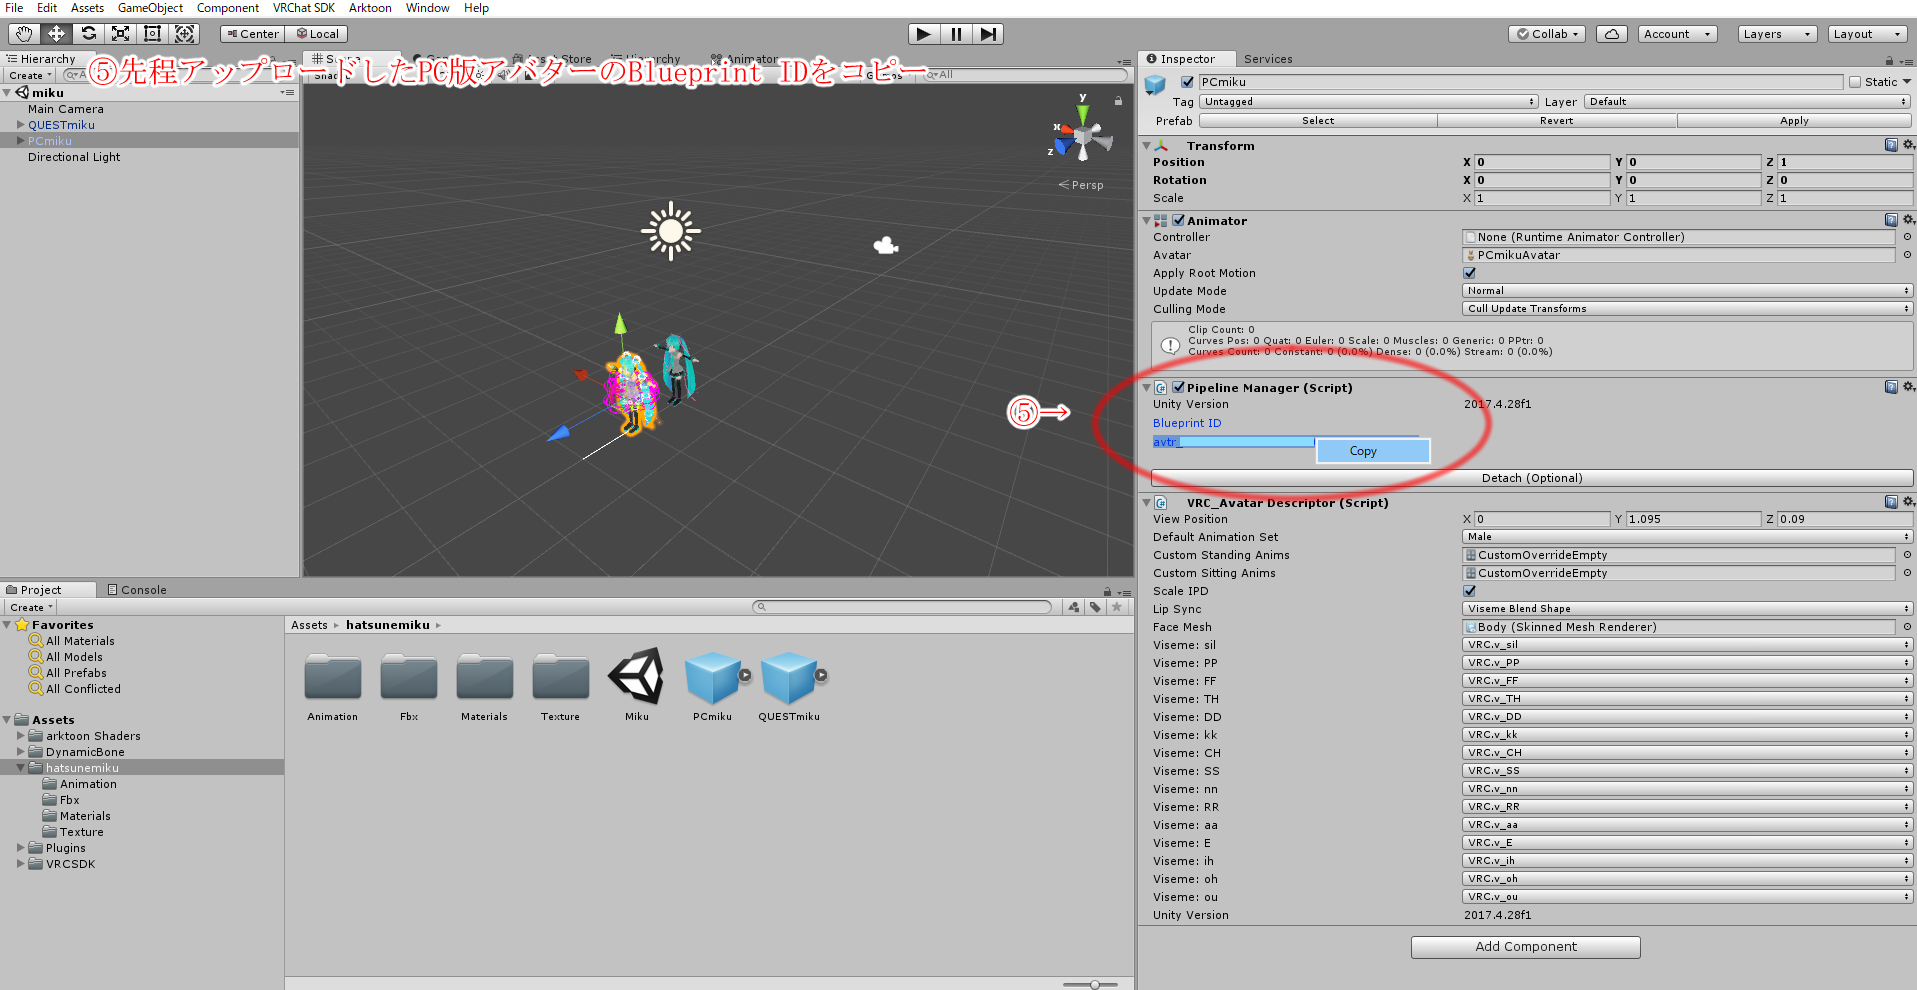 File Edit Assets GameObject Component VRChat SDK Arktoon Window Help
Center Local
Collab Account Layers Layout
Hierarchy
Create
⑤先程アップロードしたPC版アバターのBlueprint IDをコピー
miku
Main Camera
QUESTmiku
PCmiku
Directional Light
y
x
z
Persp
⑤→
Inspector Services
PCmiku Static
Tag Untagged Layer Default
Prefab Select Revert Apply
Transform
Position X 0 Y 0 Z 1
Rotation X 0 Y 0 Z 0
Scale X 1 Y 1 Z 1
Animator
Controller None (Runtime Animator Controller)
Avatar PCmikuAvatar
Apply Root Motion
Update Mode Normal
Culling Mode Cull Update Transforms
Clip Count: 0
Curves Pos: 0 Quat: 0 Euler: 0 Scale: 0 Muscles: 0 Generic: 0 PPtr: 0
Curves Count: 0 Constant: 0 (0.0%) Dense: 0 (0.0%) Stream: 0 (0.0%)
Pipeline Manager (Script)
Unity Version 2017.4.28f1
Blueprint ID
avtr_
Copy
Detach (Optional)
VRC_Avatar Descriptor (Script)
View Position X 0 Y 1.095 Z 0.09
Default Animation Set Male
Custom Standing Anims CustomOverrideEmpty
Custom Sitting Anims CustomOverrideEmpty
Scale IPD
Lip Sync Viseme Blend Shape
Face Mesh Body (Skinned Mesh Renderer)
Viseme: sil VRC.v_sil
Viseme: PP VRC.v_PP
Viseme: FF VRC.v_FF
Viseme: TH VRC.v_TH
Viseme: DD VRC.v_DD
Viseme: kk VRC.v_kk
Viseme: CH VRC.v_CH
Viseme: SS VRC.v_SS
Viseme: nn VRC.v_nn
Viseme: RR VRC.v_RR
Viseme: aa VRC.v_aa
Viseme: E VRC.v_E
Viseme: ih VRC.v_ih
Viseme: oh VRC.v_oh
Viseme: ou VRC.v_ou
Unity Version 2017.4.28f1
Add Component
Project Console
Create
Favorites
All Materials
All Models
All Prefabs
All Conflicted
Assets
arktoon Shaders
DynamicBone
hatsunemiku
Animation
Fbx
Materials
Texture
Plugins
VRCSDK
Assets hatsunemiku
Animation Fbx Materials Texture Miku PCmiku QUESTmiku